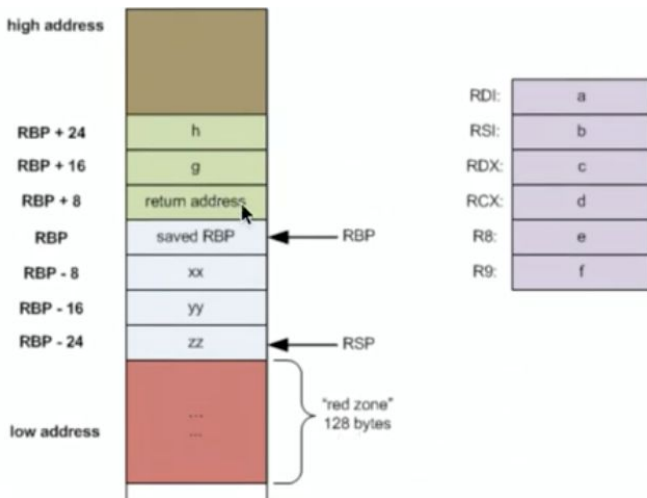 high address
RBP + 24
h
RBP + 16
g
RBP + 8
return address
RBP
saved RBP
RBP
RBP - 8
xx
RBP - 16
yy
RBP - 24
zz
RSP
...
...
"red zone"
128 bytes
low address
RDI:
a
RSI:
b
RDX:
c
RCX:
d
R8:
e
R9:
f